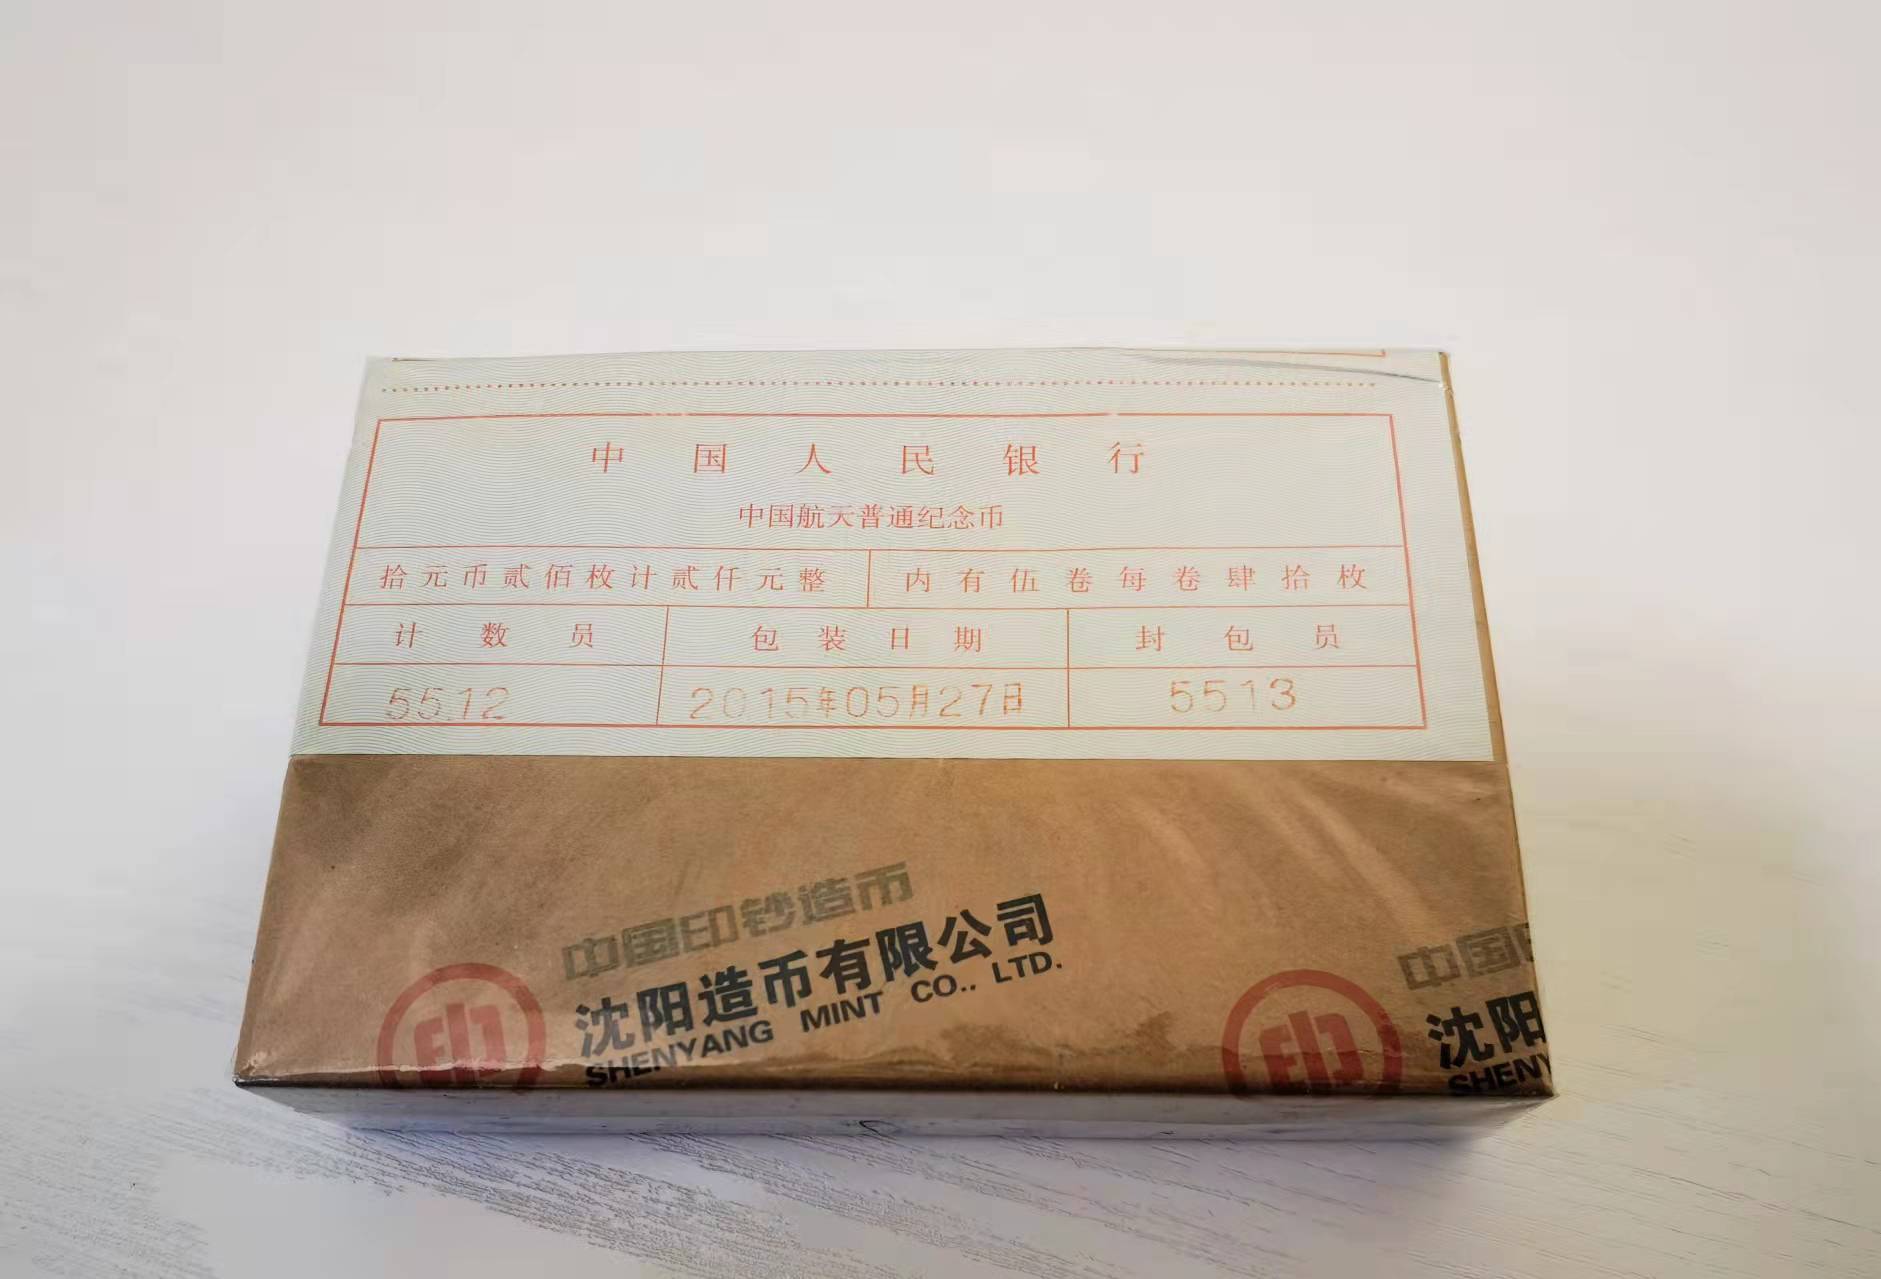 中国人民银行
中国航天普通纪念币
拾元币贰佰枚计贰仟元整 内有伍卷每卷肆拾枚
计数员 包装日期 封包员
5512 2015年05月27日 5513
中国印钞造币
沈阳造币有限公司
SHENYANG MINT CO., LTD.
印
中国印
沈阳
SHENY
印